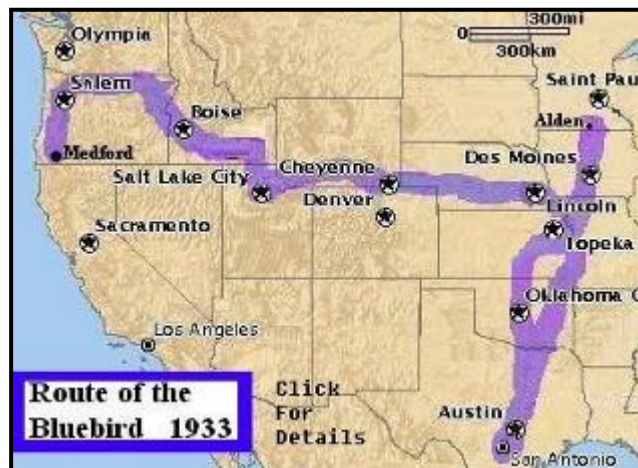 300mi
0
300km
Olympia
Saint Pau
Salem
Alden
Boise
Medford
Des Moines
Cheyenne
Salt Lake City
Lincoln
Denver
Topeka
Sacramento
Oklahoma C
Los Angeles
Route of the
Bluebird 1933
Click
For
Details
Austin
San Antonio